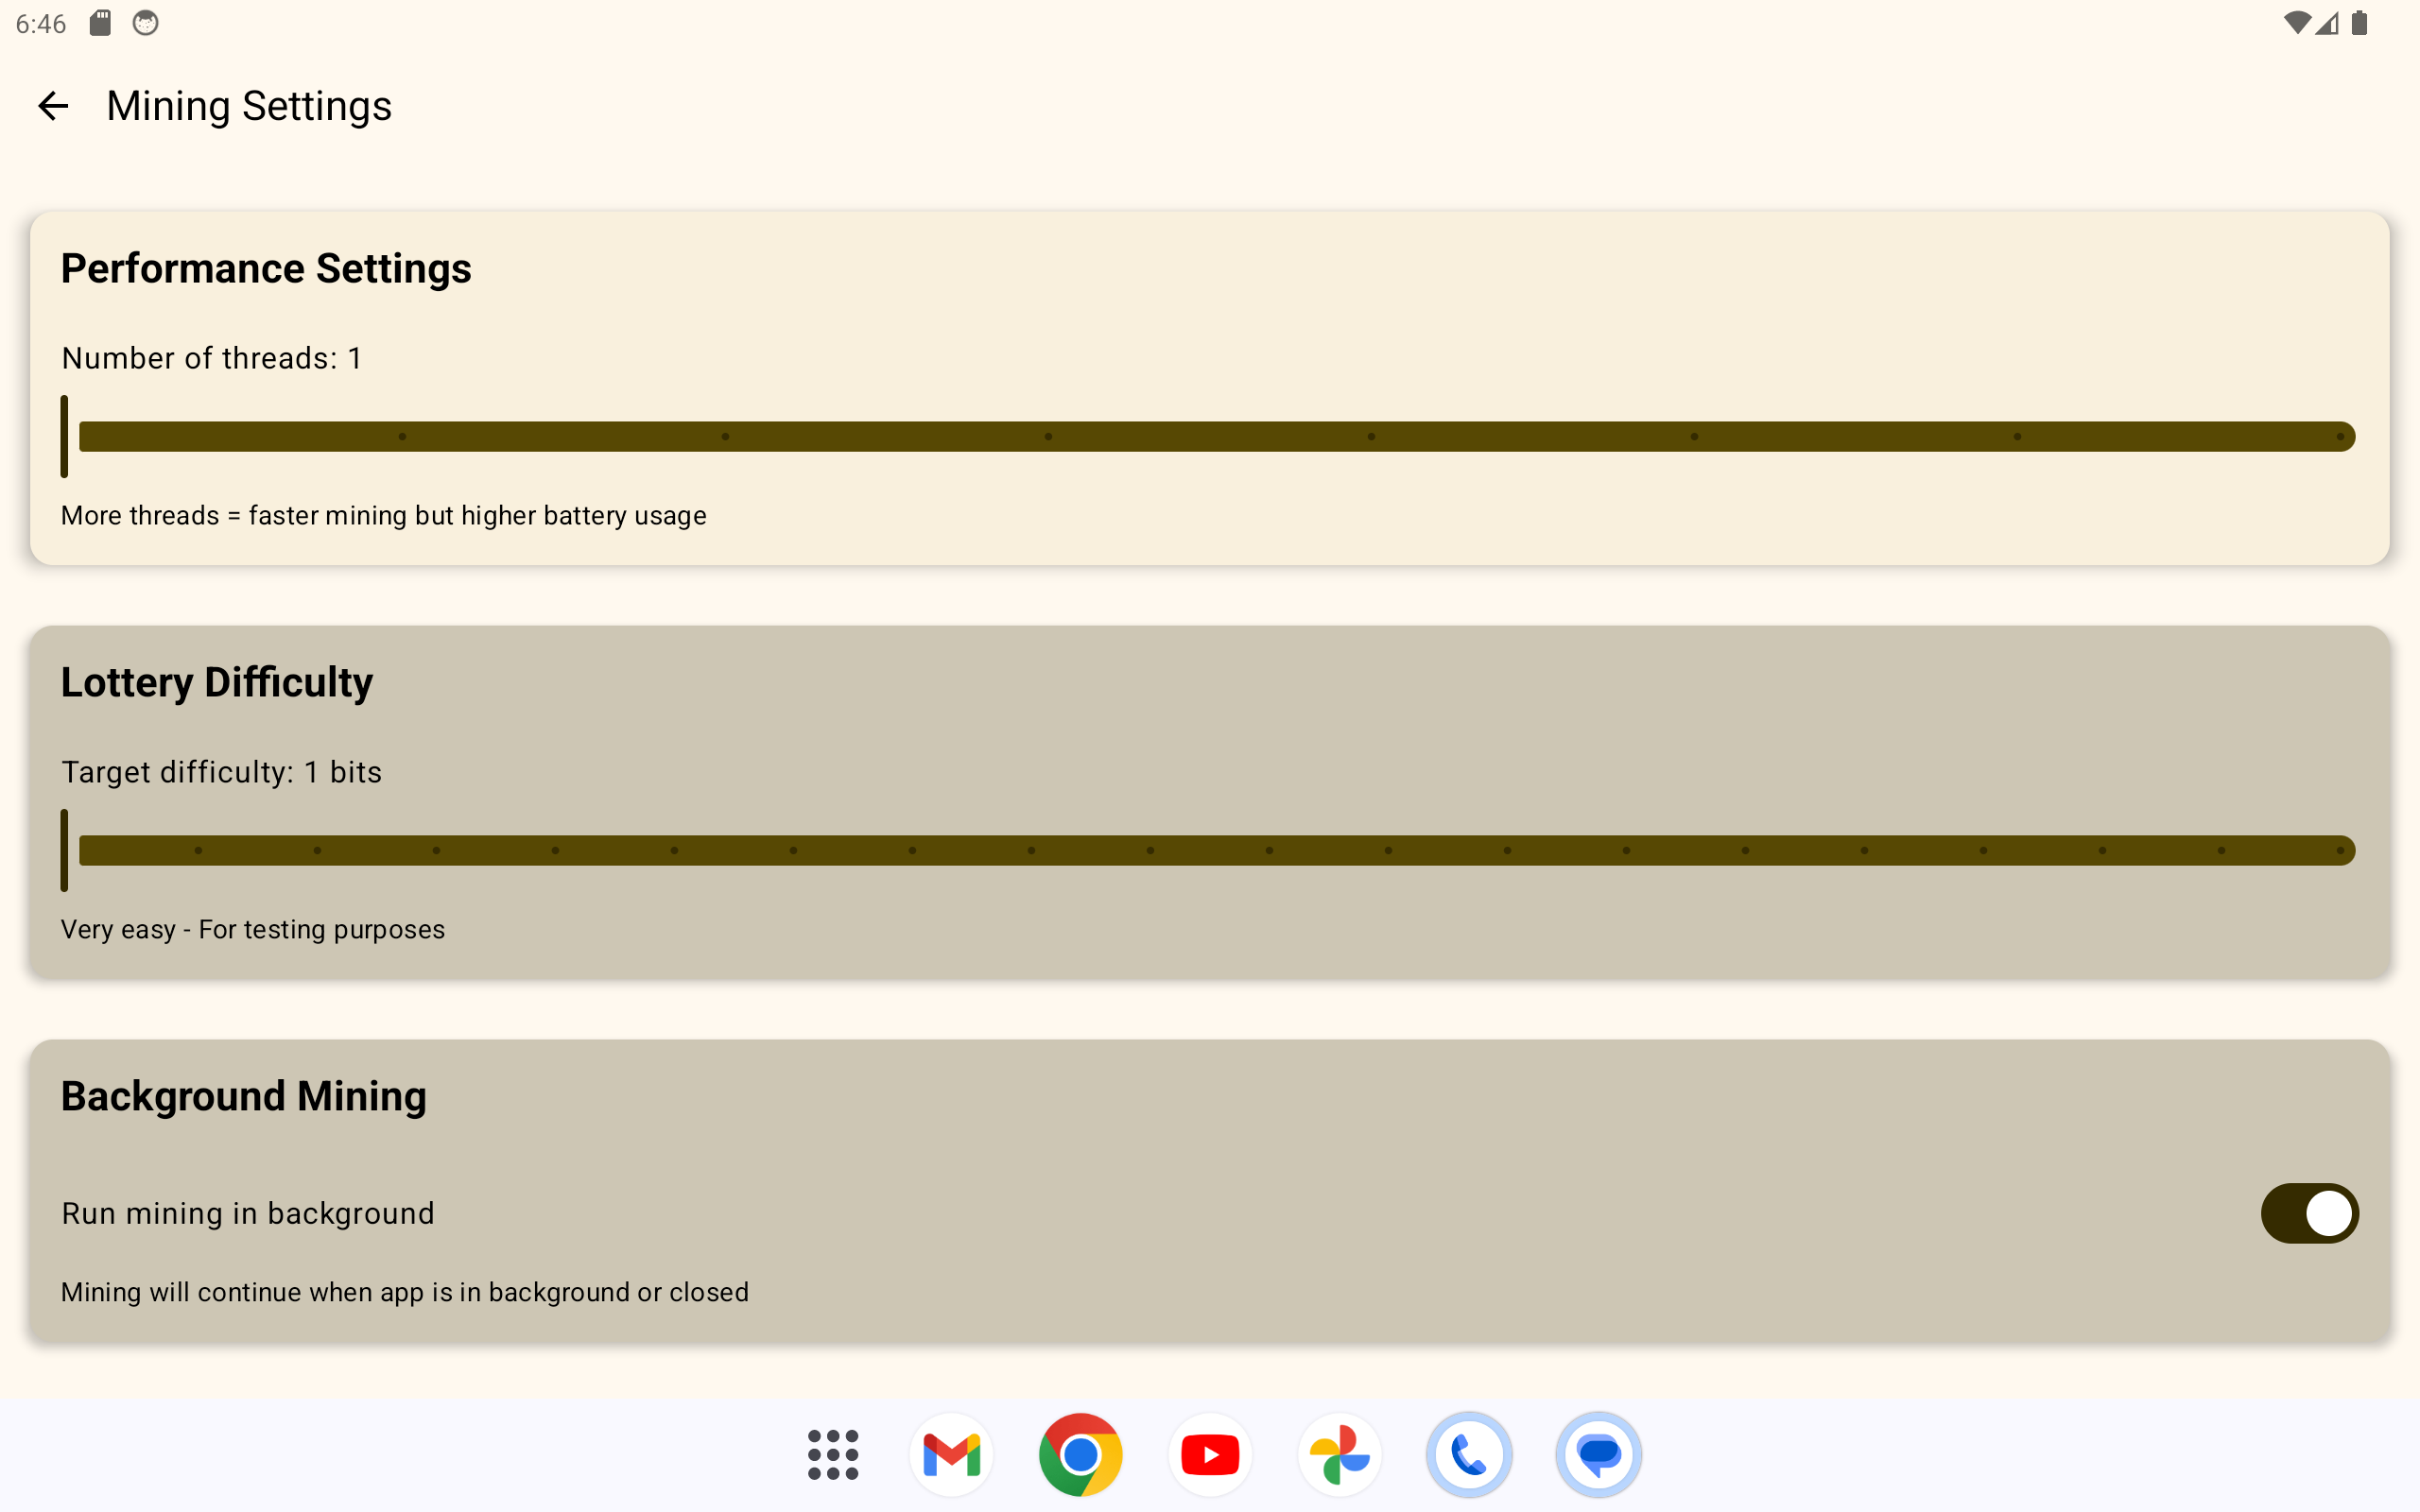 6:46
Mining Settings
Performance Settings
Number of threads: 1
More threads = faster mining but higher battery usage
Lottery Difficulty
Target difficulty: 1 bits
Very easy - For testing purposes
Background Mining
Run mining in background
Mining will continue when app is in background or closed